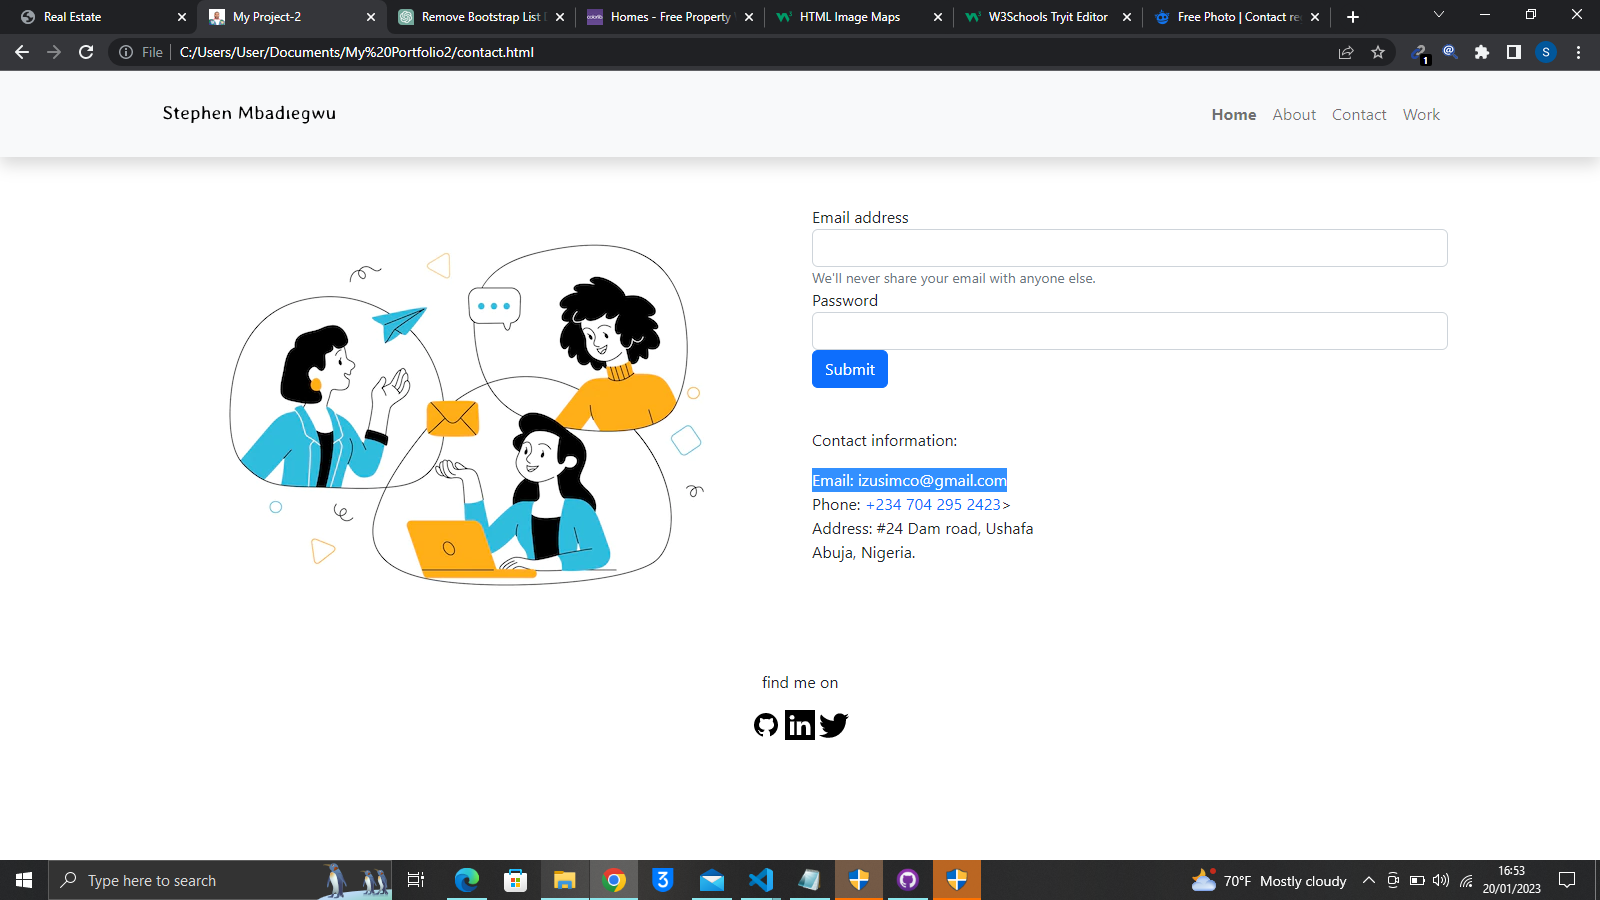 Real Estate
My Project-2
Remove Bootstrap List
Homes - Free Property
HTML Image Maps
W3Schools Tryit Editor
Free Photo | Contact re
File
C:/Users/User/Documents/My%20Portfolio2/contact.html
1
S
Stephen Mbadiegwu
Home
About
Contact
Work
Email address
We'll never share your email with anyone else.
Password
Submit
Contact information:
Email: izusimco@gmail.com
Phone: +234 704 295 2423>
Address: #24 Dam road, Ushafa
Abuja, Nigeria.
find me on
in
Type here to search
3
70°F Mostly cloudy
16:53
20/01/2023